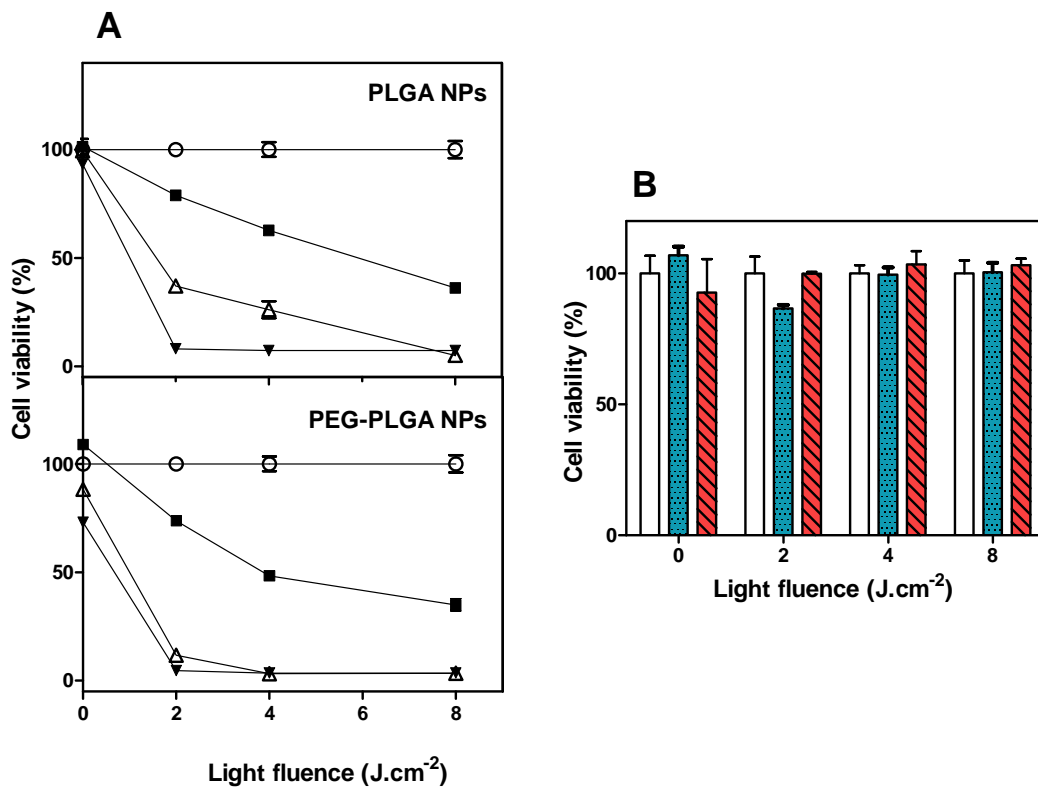 A
PLGA NPs
100
50
0
PEG-PLGA NPs
100
50
0
0 2 4 6 8
Cell viability (%)
Light fluence (J.cm-2)
B
100
50
0
0 2 4 8
Cell viability (%)
Light fluence (J.cm-2)